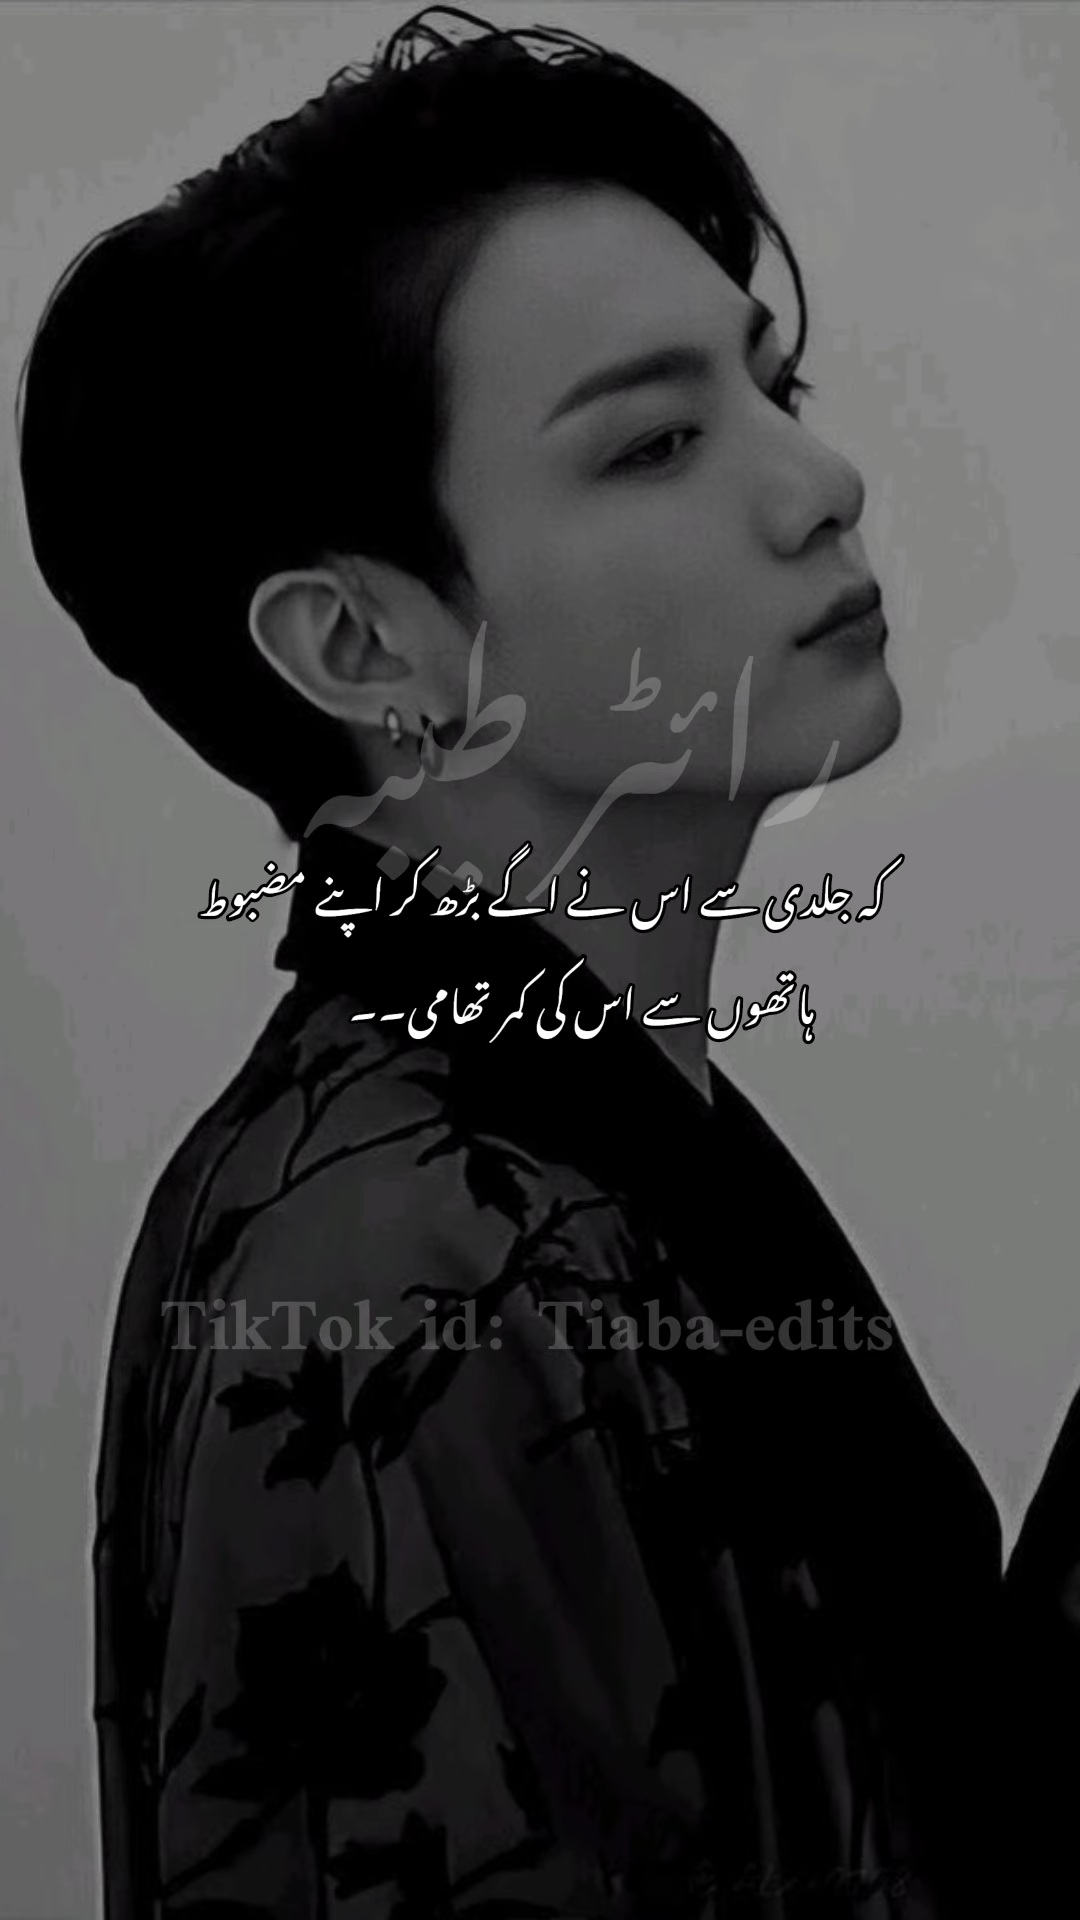 رائٹر طیبہ
کہ جلدی سے اس نے اگے بڑھ کر اپنے مضبوط
ہاتھوں سے اس کی کمر تھامی۔۔
TikTok id: Tiaba-edits